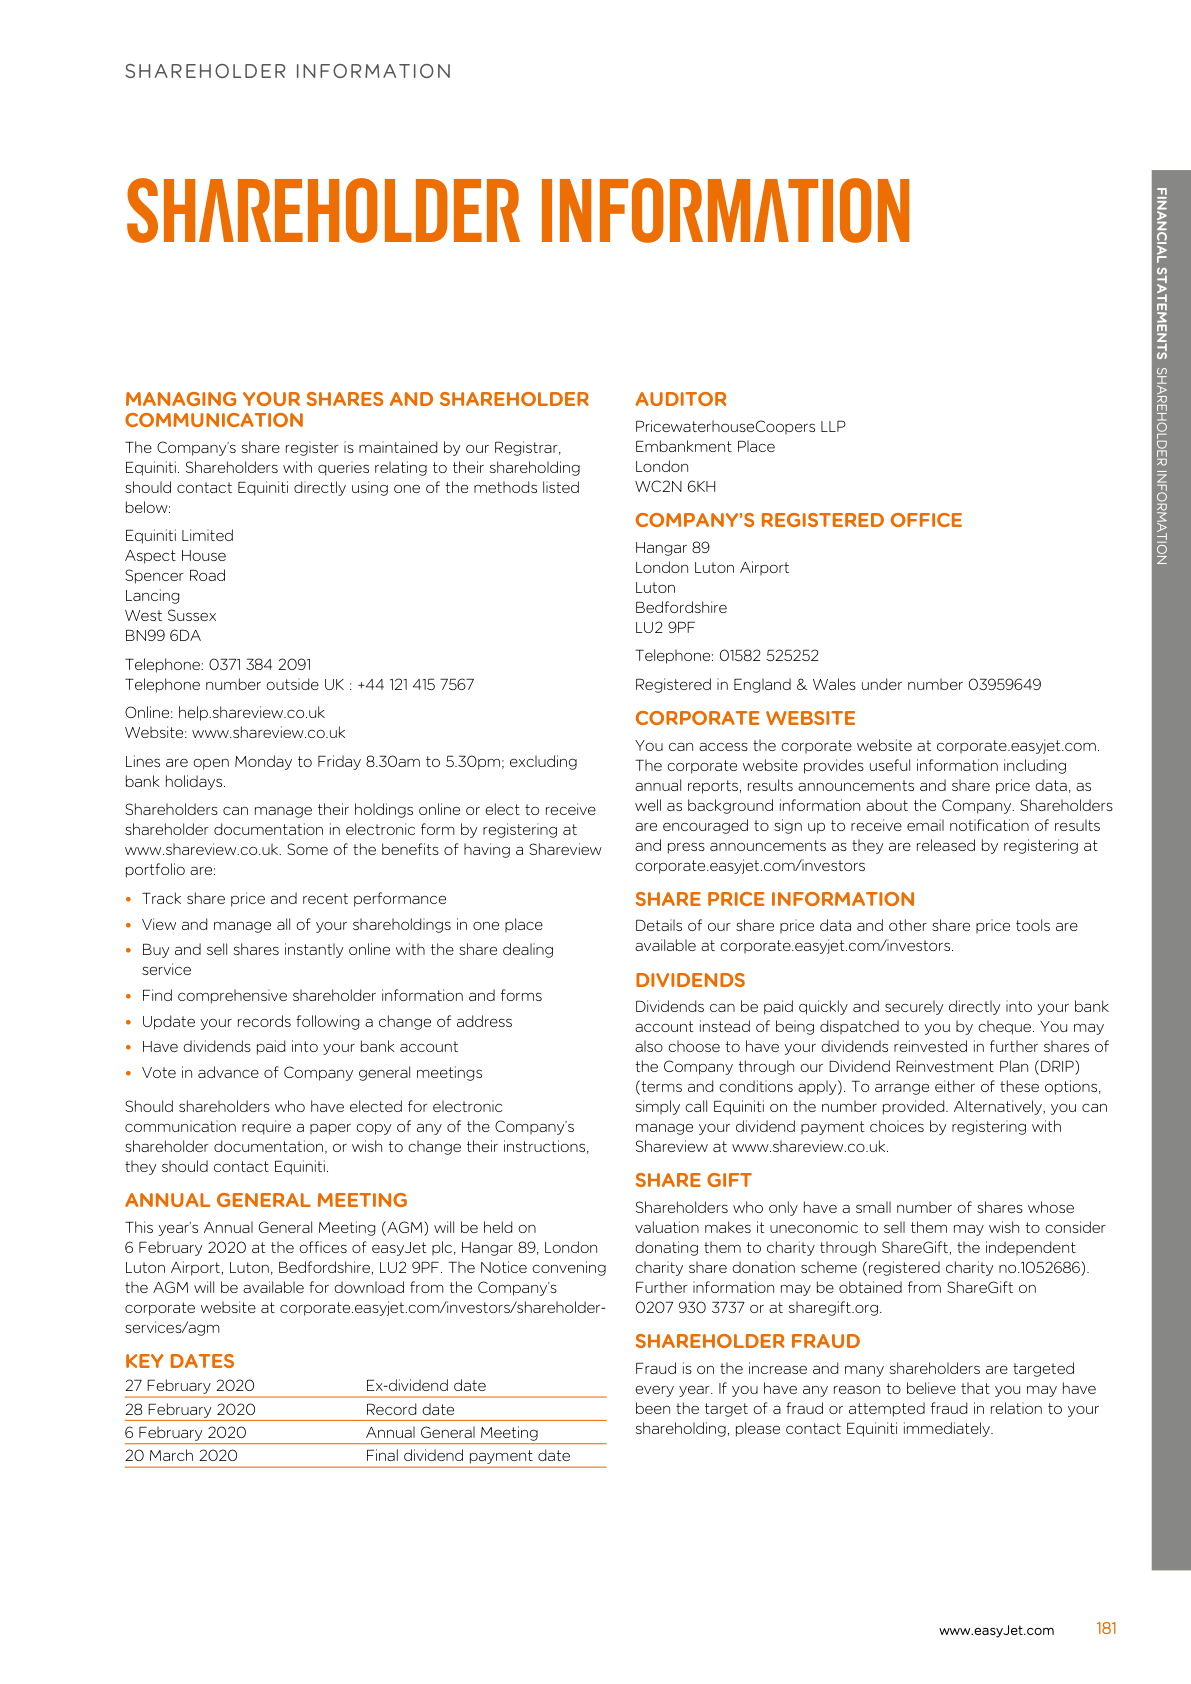 SHAREHOLDER INFORMATION
SHAREHOLDER INFORMATION
MANAGING YOUR SHARES AND SHAREHOLDER
COMMUNICATION
The Company's share register is maintained by our Registrar,
Equiniti. Shareholders with queries relating to their shareholding
should contact Equiniti directly using one of the methods listed
below:
Equiniti Limited
Aspect House
Spencer Road
Lancing
West Sussex
BN99 6DA
Telephone: 0371 384 2091
Telephone number outside UK : +44 121 415 7567
Online: help.shareview.co.uk
Website: www.shareview.co.uk
Lines are open Monday to Friday 8.30am to 5.30pm; excluding
bank holidays.
Shareholders can manage their holdings online or elect to receive
shareholder documentation in electronic form by registering at
www.shareview.co.uk. Some of the benefits of having a Shareview
portfolio are:
• Track share price and recent performance
• View and manage all of your shareholdings in one place
• Buy and sell shares instantly online with the share dealing
service
• Find comprehensive shareholder information and forms
• Update your records following a change of address
• Have dividends paid into your bank account
• Vote in advance of Company general meetings
Should shareholders who have elected for electronic
communication require a paper copy of any of the Company's
shareholder documentation, or wish to change their instructions,
they should contact Equiniti.
ANNUAL GENERAL MEETING
This year's Annual General Meeting (AGM) will be held on
6 February 2020 at the offices of easyJet plc, Hangar 89, London
Luton Airport, Luton, Bedfordshire, LU2 9PF. The Notice convening
the AGM will be available for download from the Company's
corporate website at corporate.easyjet.com/investors/shareholder-
services/agm
KEY DATES
27 February 2020 Ex-dividend date
28 February 2020 Record date
6 February 2020 Annual General Meeting
20 March 2020 Final dividend payment date
AUDITOR
PricewaterhouseCoopers LLP
Embankment Place
London
WC2N 6KH
COMPANY'S REGISTERED OFFICE
Hangar 89
London Luton Airport
Luton
Bedfordshire
LU2 9PF
Telephone: 01582 525252
Registered in England & Wales under number 03959649
CORPORATE WEBSITE
You can access the corporate website at corporate.easyjet.com.
The corporate website provides useful information including
annual reports, results announcements and share price data, as
well as background information about the Company. Shareholders
are encouraged to sign up to receive email notification of results
and press announcements as they are released by registering at
corporate.easyjet.com/investors
SHARE PRICE INFORMATION
Details of our share price data and other share price tools are
available at corporate.easyjet.com/investors.
DIVIDENDS
Dividends can be paid quickly and securely directly into your bank
account instead of being dispatched to you by cheque. You may
also choose to have your dividends reinvested in further shares of
the Company through our Dividend Reinvestment Plan (DRIP)
(terms and conditions apply). To arrange either of these options,
simply call Equiniti on the number provided. Alternatively, you can
manage your dividend payment choices by registering with
Shareview at www.shareview.co.uk.
SHARE GIFT
Shareholders who only have a small number of shares whose
valuation makes it uneconomic to sell them may wish to consider
donating them to charity through ShareGift, the independent
charity share donation scheme (registered charity no.1052686).
Further information may be obtained from ShareGift on
0207 930 3737 or at sharegift.org.
SHAREHOLDER FRAUD
Fraud is on the increase and many shareholders are targeted
every year. If you have any reason to believe that you may have
been the target of a fraud or attempted fraud in relation to your
shareholding, please contact Equiniti immediately.
FINANCIAL STATEMENTS SHAREHOLDER INFORMATION
www.easyJet.com 181